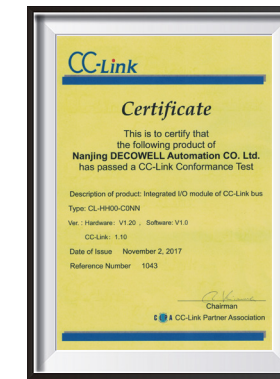 CC-Link
Certificate
This is to certify that
the following product of
Nanjing DECOWELL Automation CO. Ltd.
has passed a CC-Link Conformance Test
Description of product: Integrated I/O module of CC-Link bus
Type: CL-HH00-C0NN
Ver. : Hardware: V1.20 , Software: V1.0
CC-Link: 1.10
Date of Issue November 2, 2017
Reference Number 1043
Chairman
CC-Link Partner Association